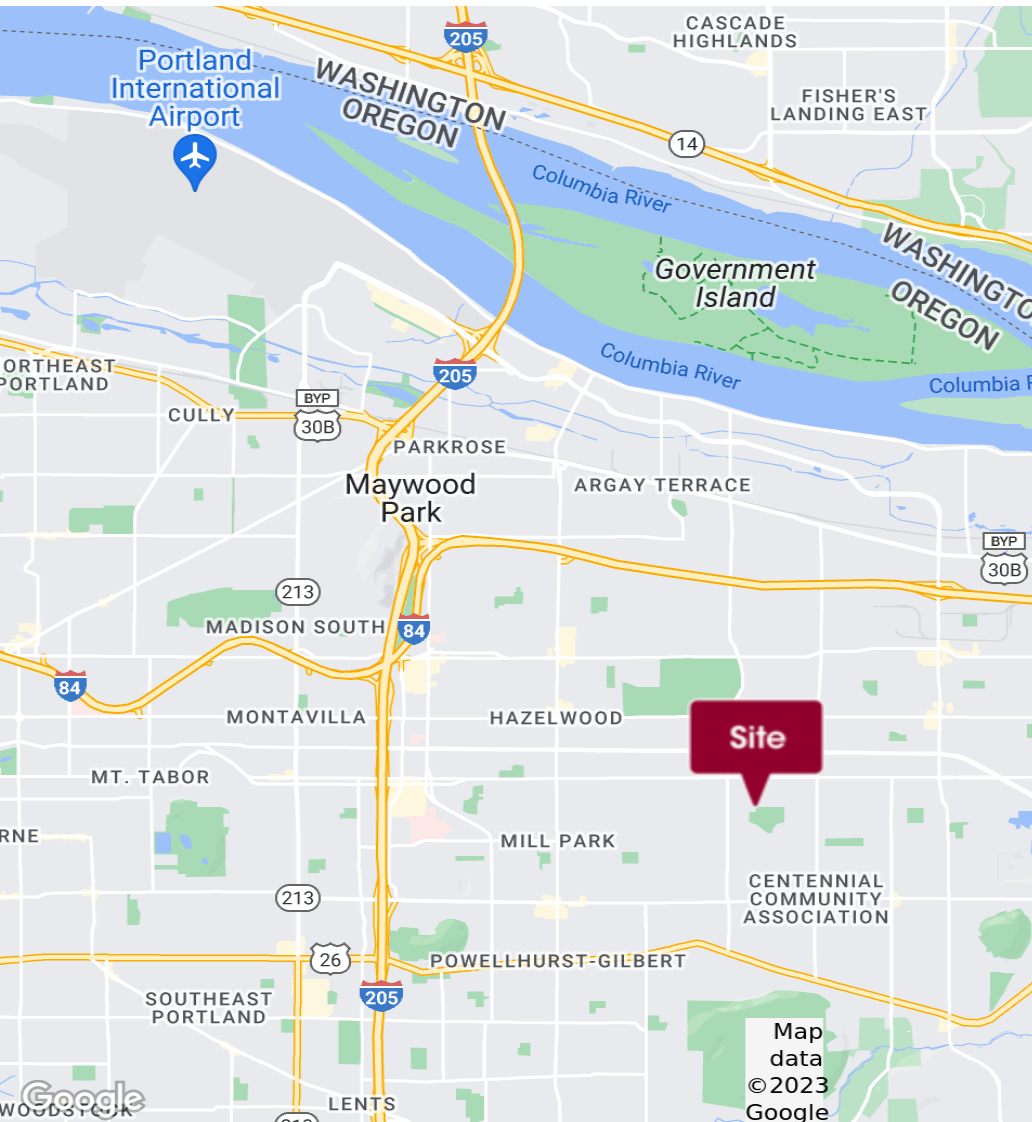 205
CASCADE
HIGHLANDS
Portland
International
Airport
WASHINGTON
OREGON
FISHER'S
LANDING EAST
14
Columbia River
WASHINGTO
OREGON
Government
Island
Columbia River
Columbia R
ORTHEAST
PORTLAND
205
BYP
30B
CULLY
PARKROSE
Maywood
Park
ARGAY TERRACE
BYP
30B
213
MADISON SOUTH
84
84
MONTAVILLA
HAZELWOOD
Site
MT. TABOR
RNE
MILL PARK
CENTENNIAL
COMMUNITY
ASSOCIATION
213
26
POWELLHURST-GILBERT
205
SOUTHEAST
PORTLAND
Map
data
©2023
Google
Google
WOODSTOCK
LENTS